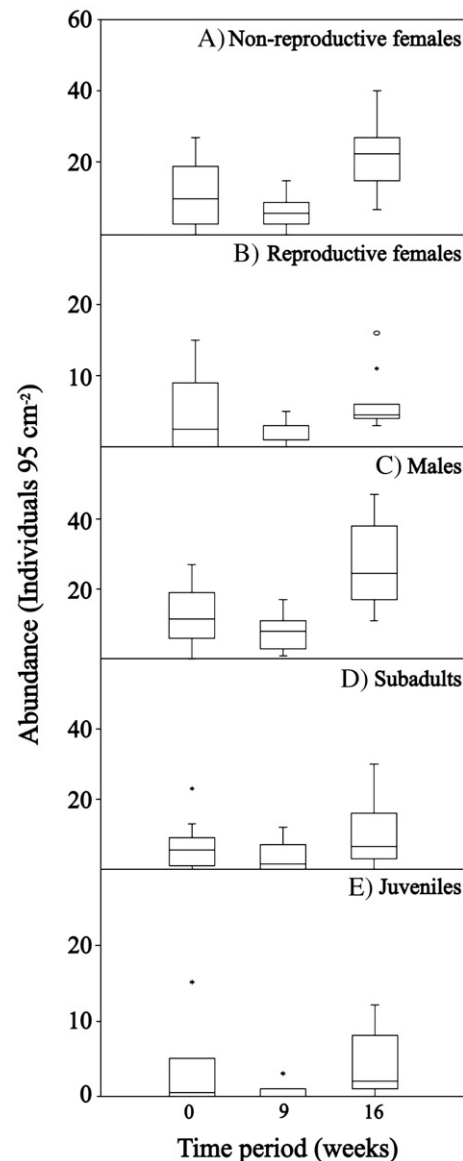 60
A) Non-reproductive females
40
20
B) Reproductive females
20
10
C) Males
40
20
D) Subadults
40
20
E) Juveniles
20
10
0
0 9 16
Time period (weeks)
Abundance (Individuals 95 cm⁻²)